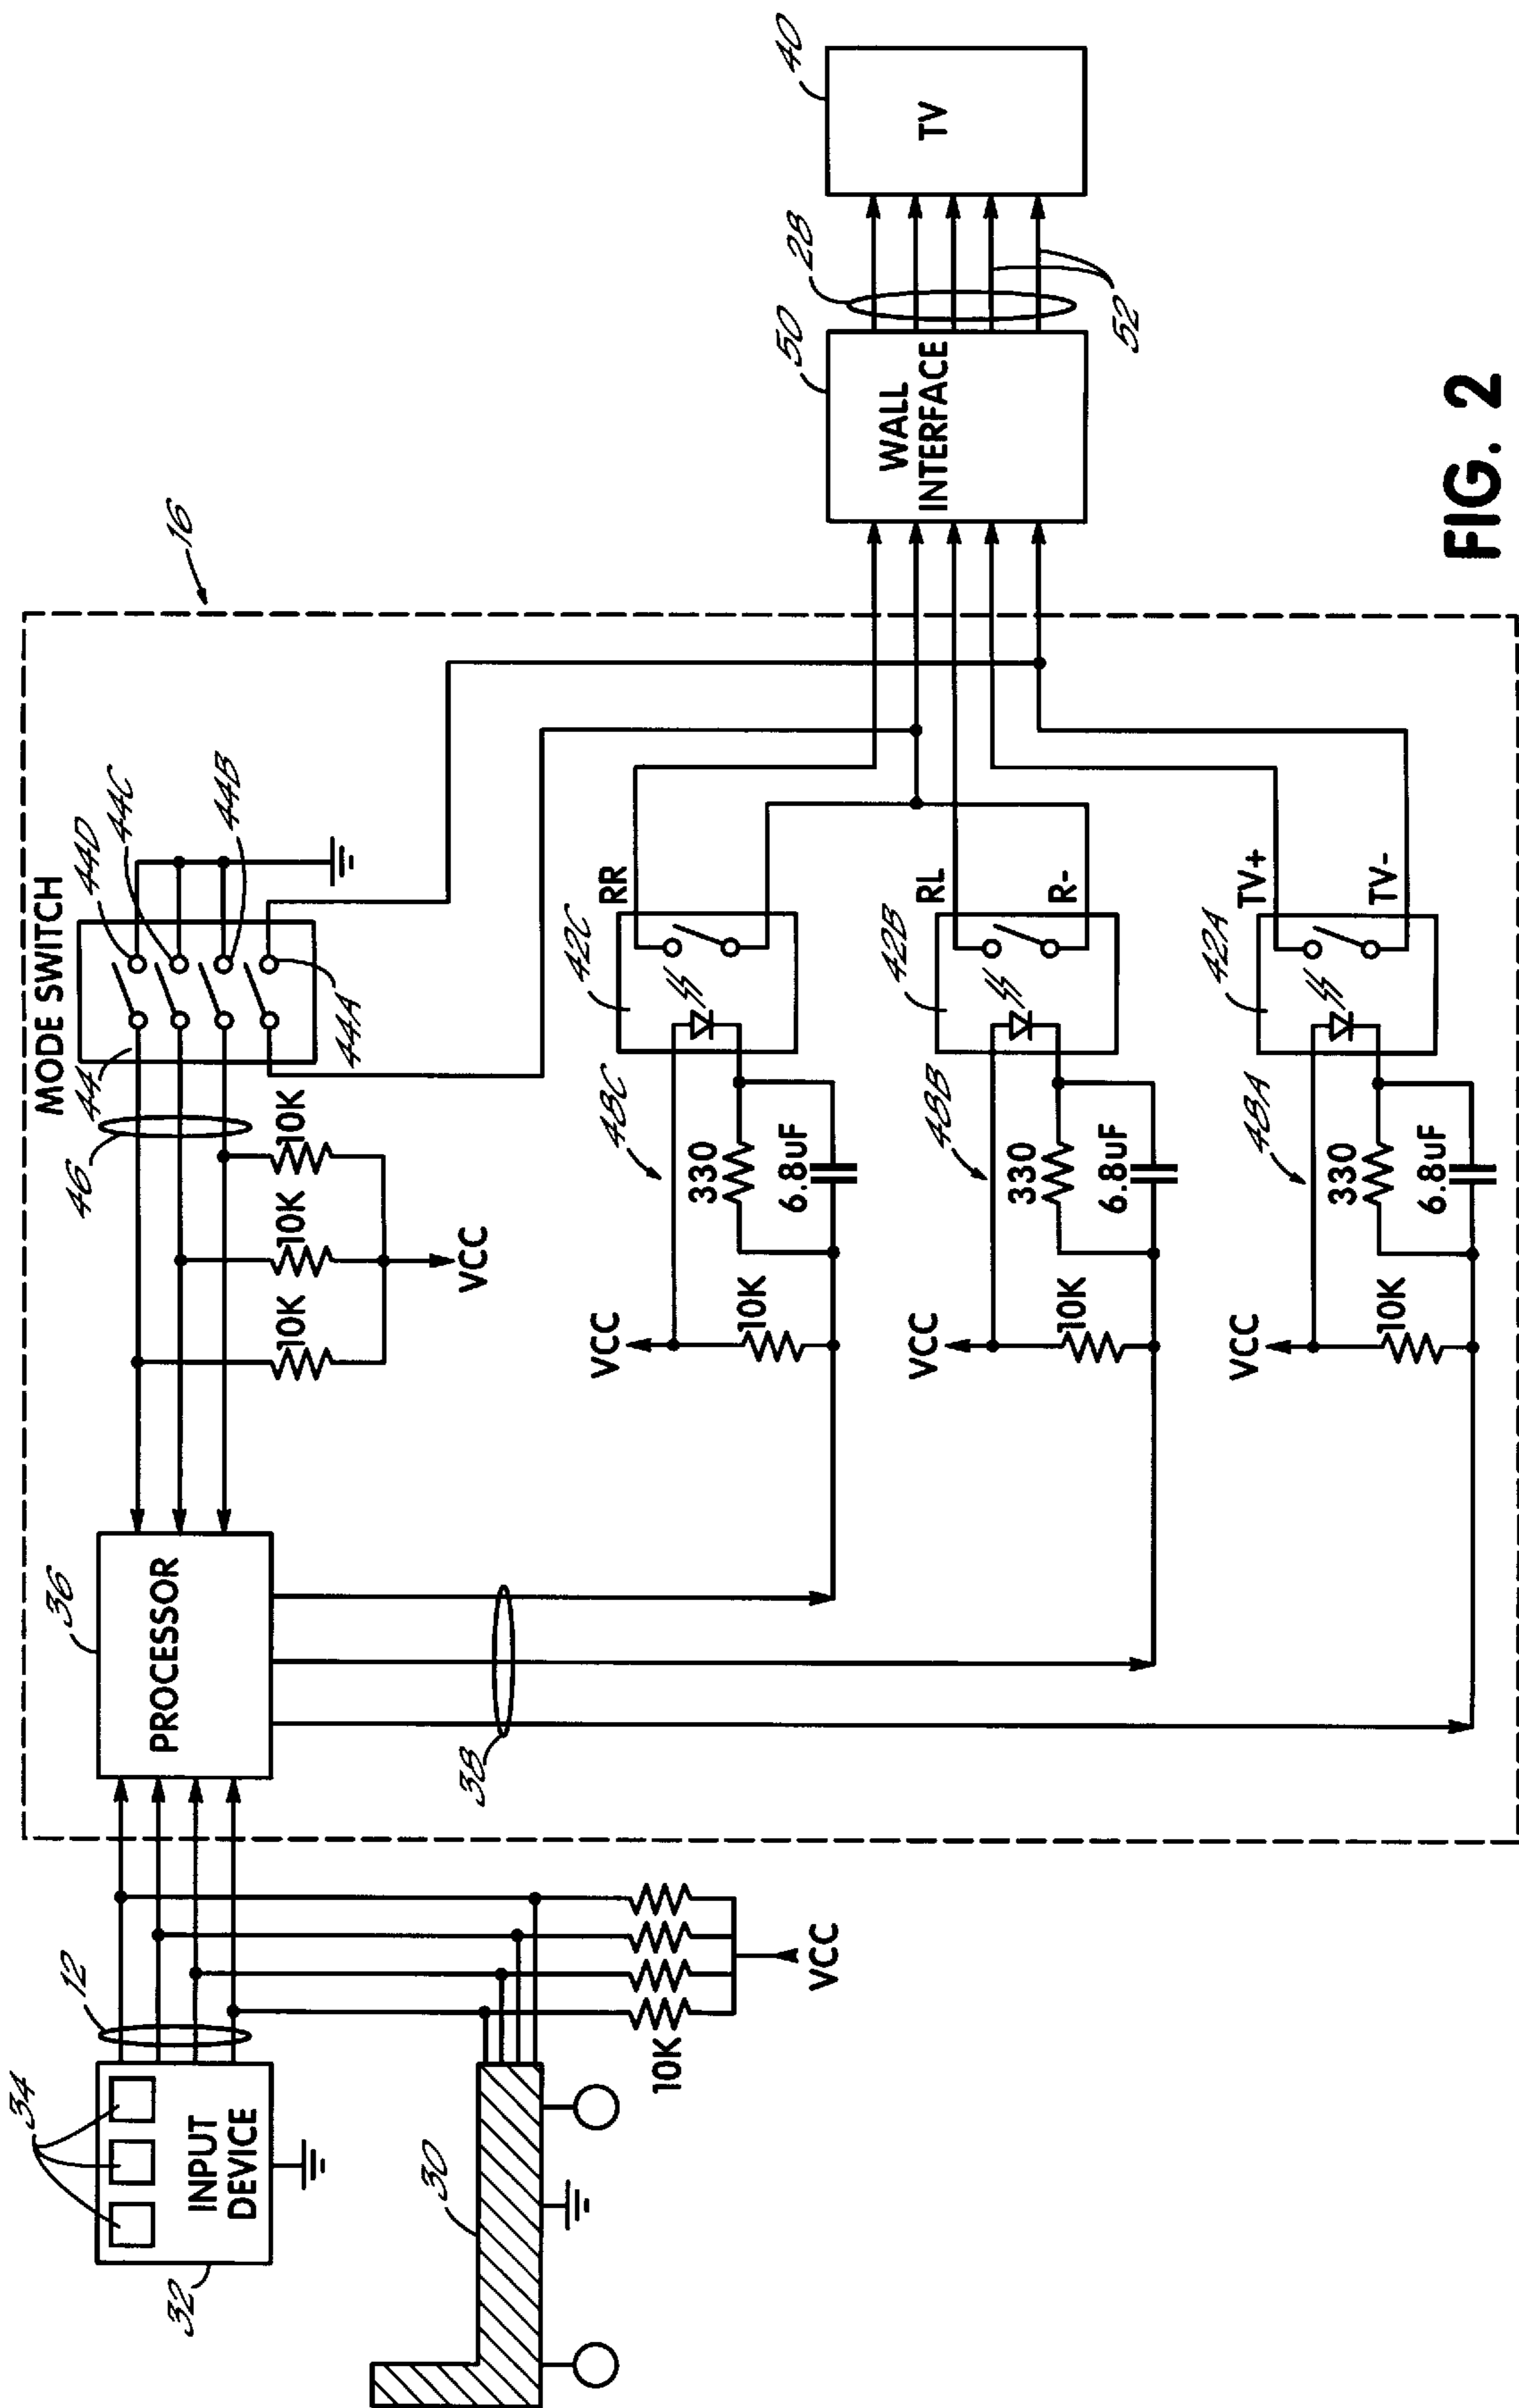 40
TV
28
52
50
WALL
INTERFACE
FIG. 2
16
MODE SWITCH
44D
44C
44B
44A
44
46
10K
10K
10K
VCC
36
PROCESSOR
38
RR
42C
48C
330
6.8uF
VCC
10K
RL
R-
42B
48B
330
6.8uF
VCC
10K
TV+
TV-
42A
48A
330
6.8uF
VCC
10K
12
34
INPUT
DEVICE
32
30
10K
VCC